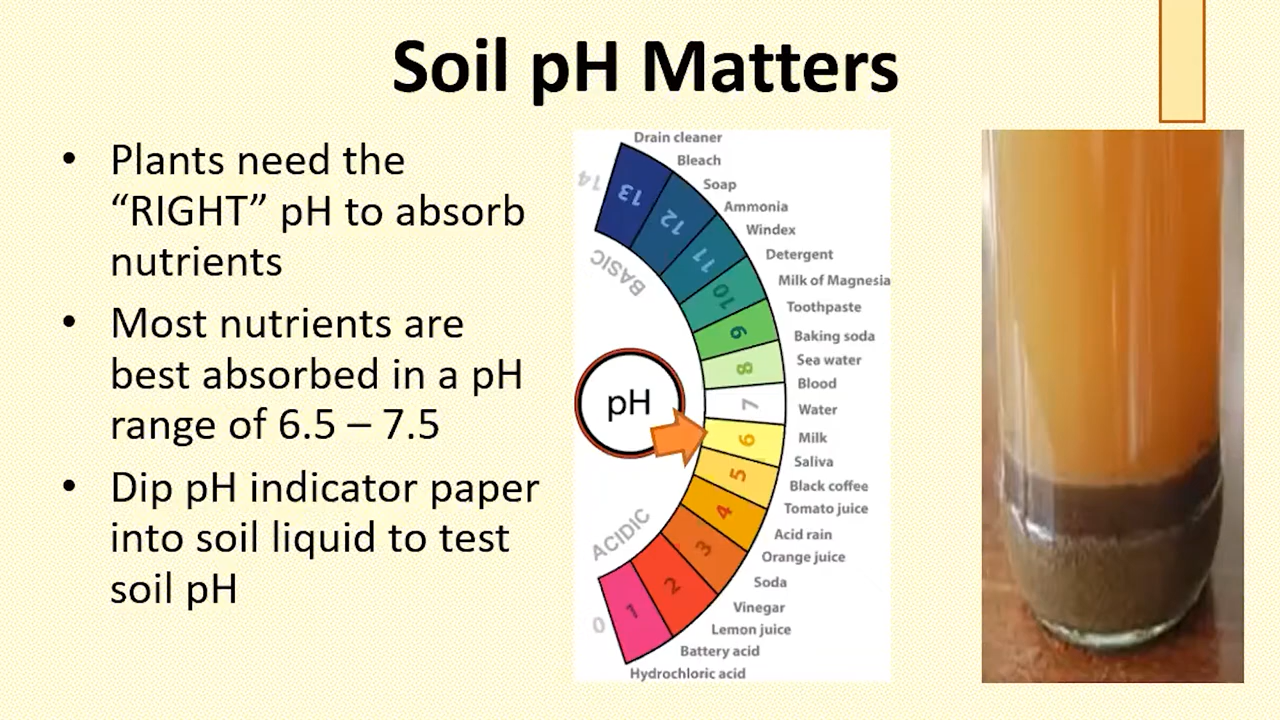 Soil pH Matters
• Plants need the
“RIGHT” pH to absorb
nutrients
• Most nutrients are
best absorbed in a pH
range of 6.5 – 7.5
• Dip pH indicator paper
into soil liquid to test
soil pH
Drain cleaner
Bleach
Soap
Ammonia
Windex
Detergent
Milk of Magnesia
Toothpaste
Baking soda
Sea water
Blood
Water
Milk
Saliva
Black coffee
Tomato juice
Acid rain
Orange juice
Soda
Vinegar
Lemon juice
Battery acid
Hydrochloric acid
14
13
12
11
10
9
8
7
6
5
4
3
2
1
0
BASIC
pH
ACIDIC